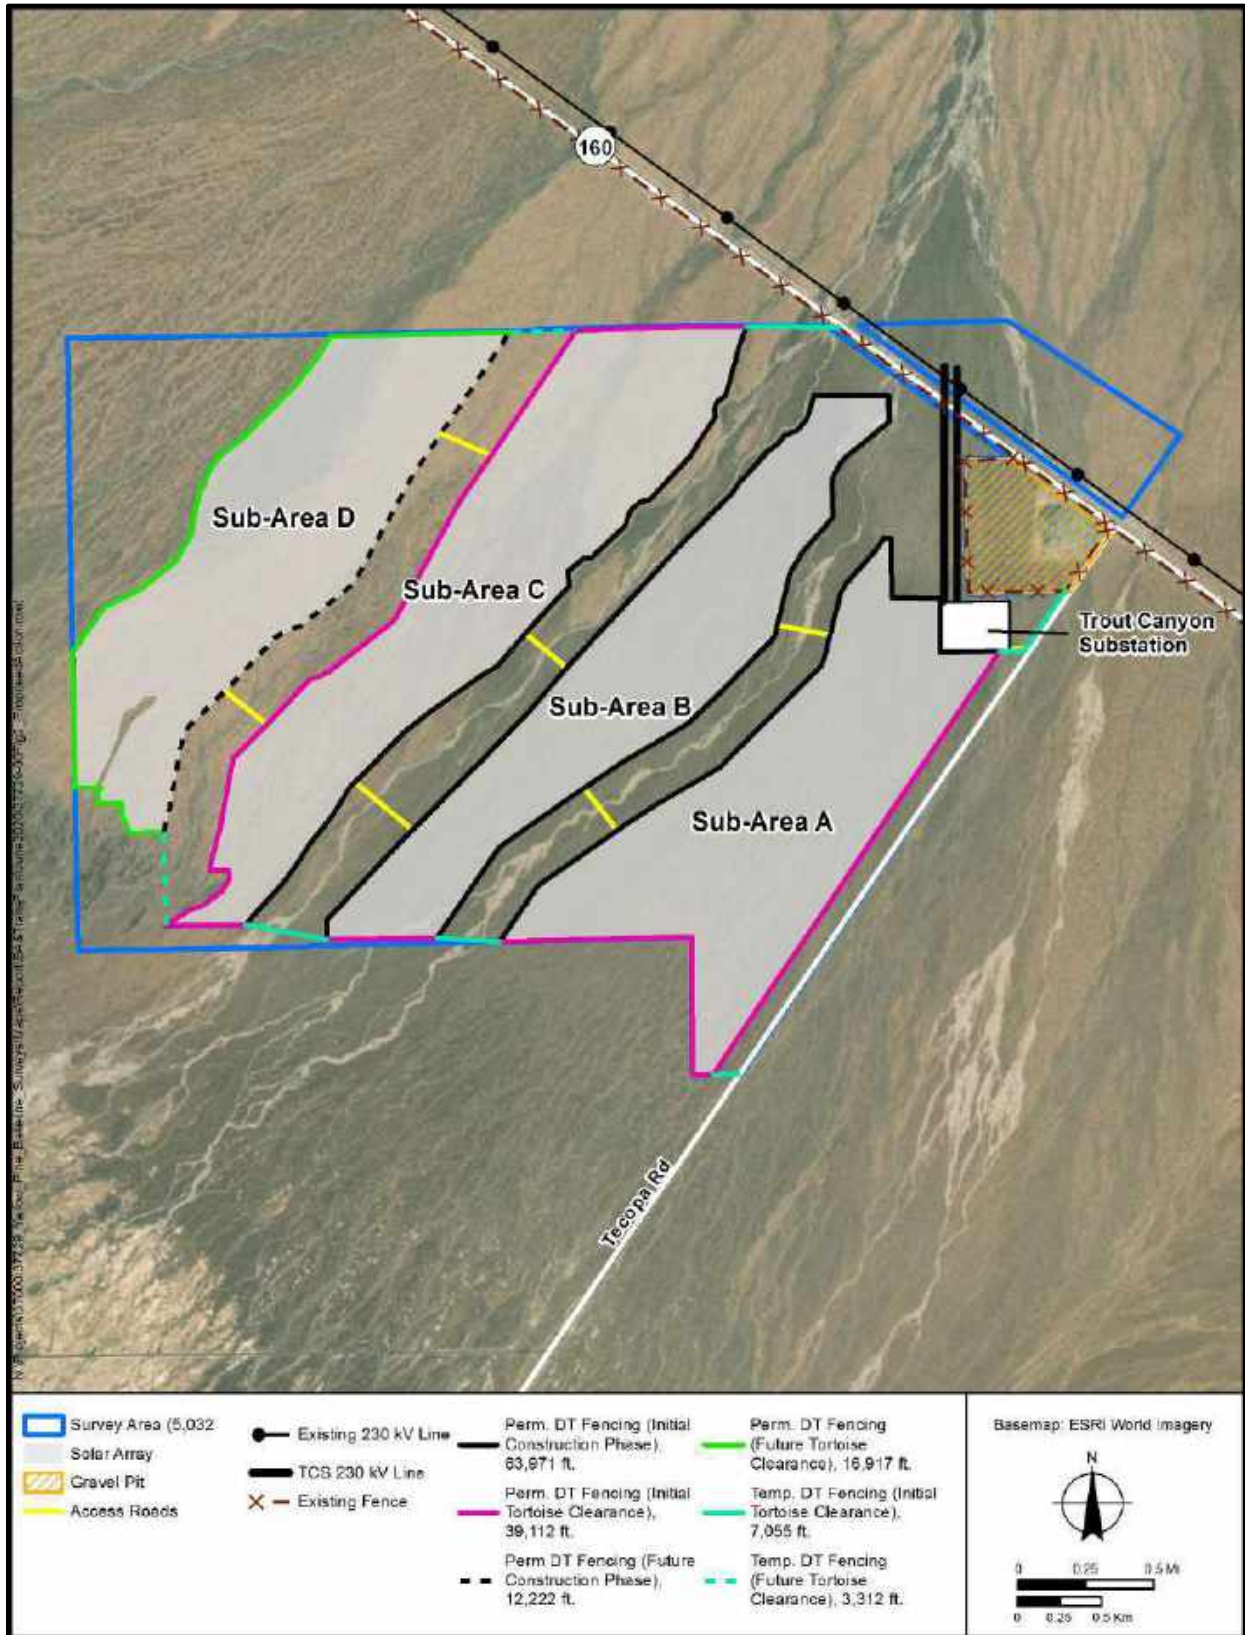 160
Sub-Area D
Sub-Area C
Trout Canyon
Substation
Sub-Area B
Sub-Area A
Tecopa Rd
Survey Area (5,032
Solar Array
Gravel Pit
Access Roads
Existing 230 kV Line
TCS 230 kV Line
Existing Fence
Perm. DT Fencing (Initial
Construction Phase),
63,971 ft.
Perm. DT Fencing (Initial
Tortoise Clearance),
39,112 ft.
Perm DT Fencing (Future
Construction Phase),
12,222 ft.
Perm. DT Fencing
(Future Tortoise
Clearance), 16,917 ft.
Temp. DT Fencing (Initial
Tortoise Clearance),
7,055 ft.
Temp. DT Fencing
(Future Tortoise
Clearance), 3,312 ft.
Basemap: ESRI World Imagery
N
0 0.25 0.5 Mi
0 0.25 0.5 Km